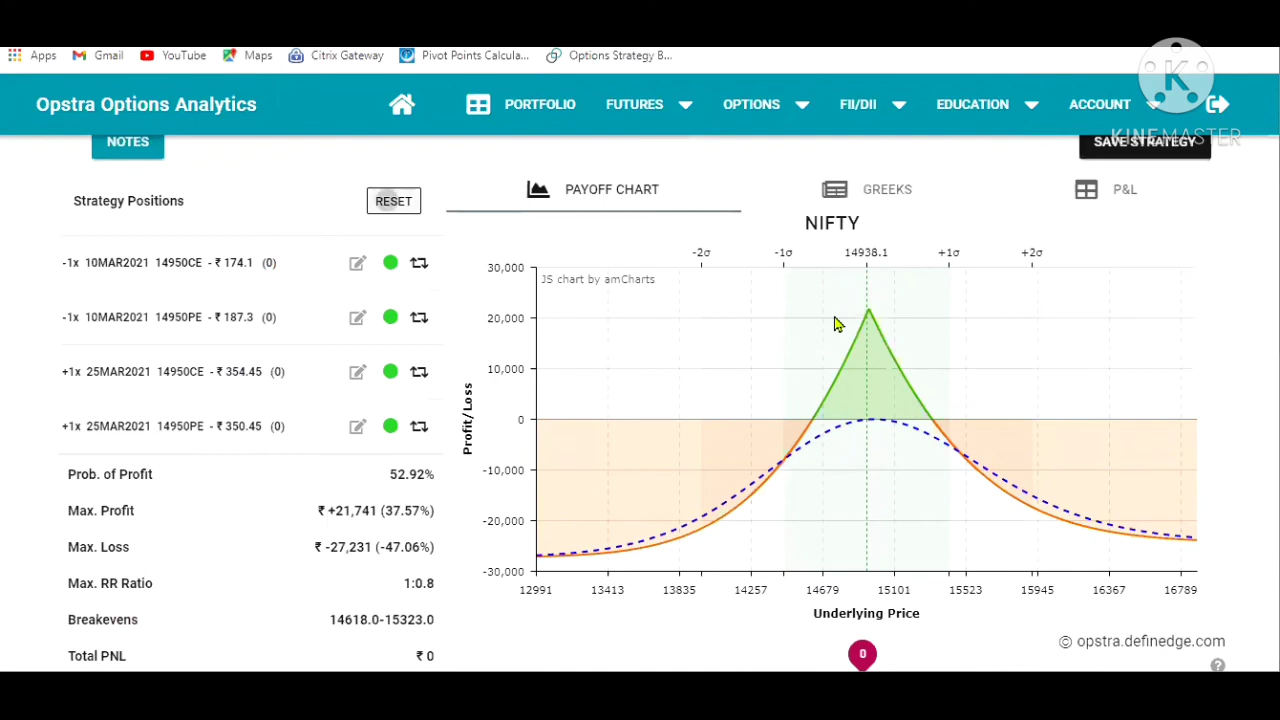 Apps Gmail YouTube Maps Citrix Gateway Pivot Points Calcula... Options Strategy B...
Opstra Options Analytics PORTFOLIO FUTURES OPTIONS FII/DII EDUCATION ACCOUNT
K
KINEMASTER
NOTES SAVE STRATEGY
Strategy Positions RESET PAYOFF CHART GREEKS P&L
NIFTY
-2σ -1σ 14938.1 +1σ +2σ
JS chart by amCharts
-1x 10MAR2021 14950CE - ₹ 174.1 (0)
-1x 10MAR2021 14950PE - ₹ 187.3 (0)
+1x 25MAR2021 14950CE - ₹ 354.45 (0)
+1x 25MAR2021 14950PE - ₹ 350.45 (0)
Prob. of Profit 52.92%
Max. Profit ₹ +21,741 (37.57%)
Max. Loss ₹ -27,231 (-47.06%)
Max. RR Ratio 1:0.8
Breakevens 14618.0-15323.0
Total PNL ₹ 0
Profit/Loss
30,000
20,000
10,000
0
-10,000
-20,000
-30,000
12991 13413 13835 14257 14679 15101 15523 15945 16367 16789
Underlying Price
© opstra.definedge.com
0
?